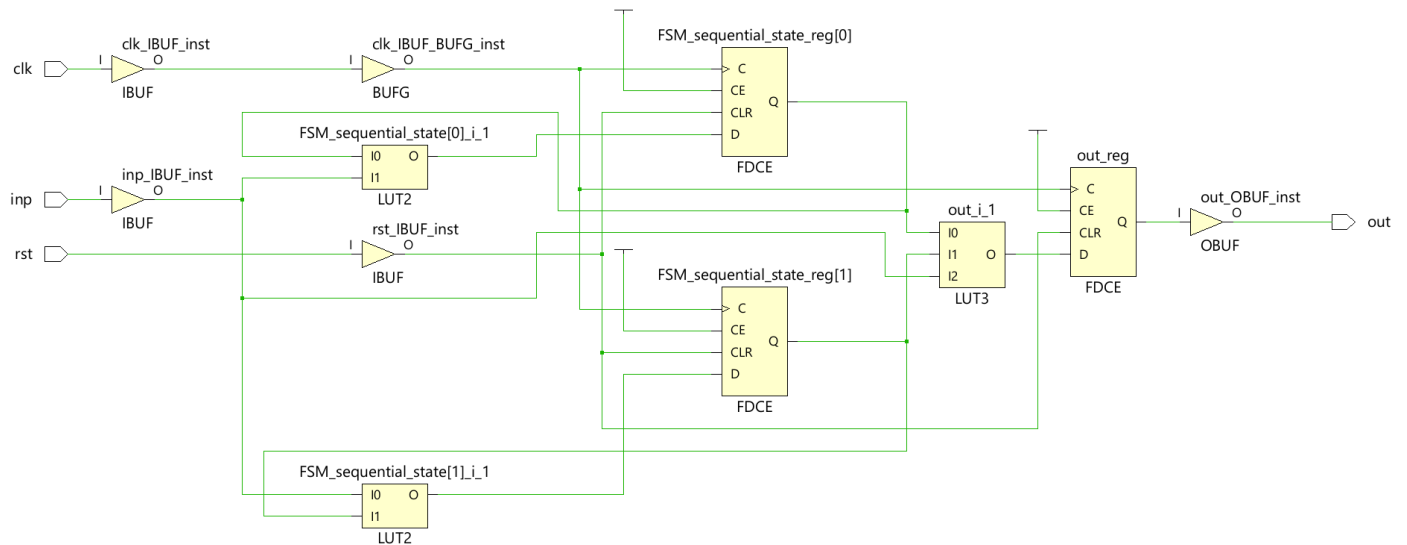 FSM_sequential_state_reg[0]
clk_IBUF_inst
clk_IBUF_BUFG_inst
clk
I
O
I
O
C
IBUF
BUFG
CE
Q
CLR
FSM_sequential_state[0]_i_1
D
I0
O
I1
FDCE
LUT2
out_reg
inp_IBUF_inst
inp
I
O
IBUF
C
out_OBUF_inst
out_i_1
CE
Q
I
O
out
rst_IBUF_inst
I0
CLR
OBUF
rst
I
O
I1
O
D
IBUF
I2
FSM_sequential_state_reg[1]
LUT3
FDCE
C
CE
Q
CLR
D
FDCE
FSM_sequential_state[1]_i_1
I0
O
I1
LUT2